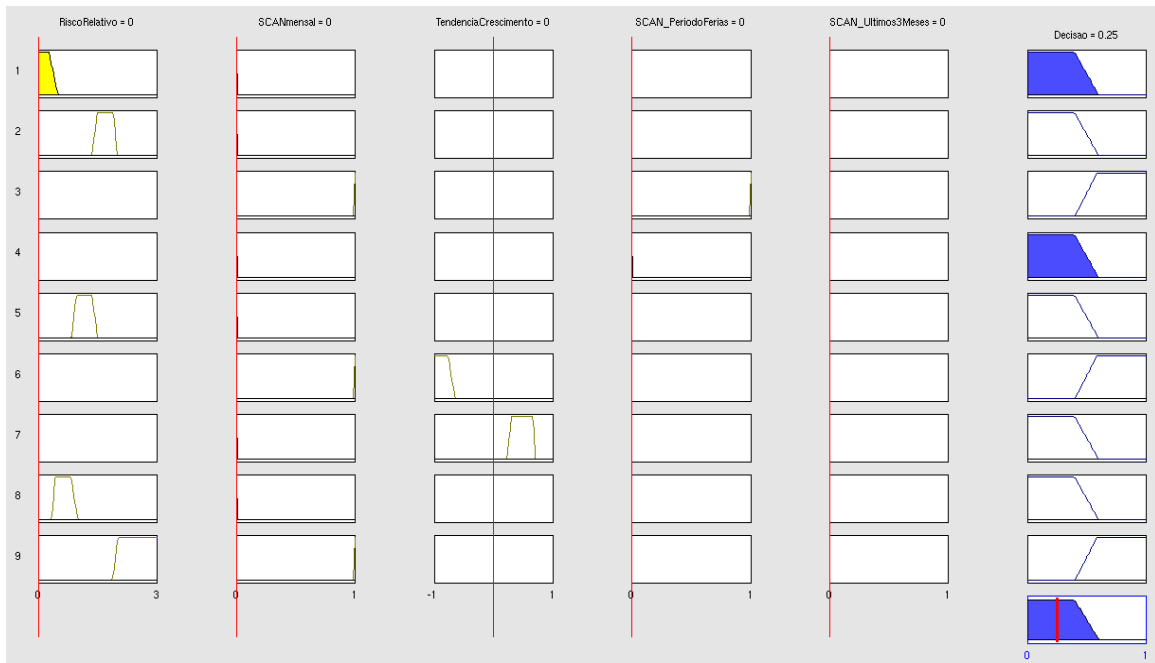 RiscoRelativo = 0
SCANmensal = 0
TendenciaCrescimento = 0
SCAN_PeriodoFerias = 0
SCAN_Ultimos3Meses = 0
Decisao = 0.25
1
2
3
4
5
6
7
8
9
0 3
0 1
-1 1
0 1
0 1
0 1